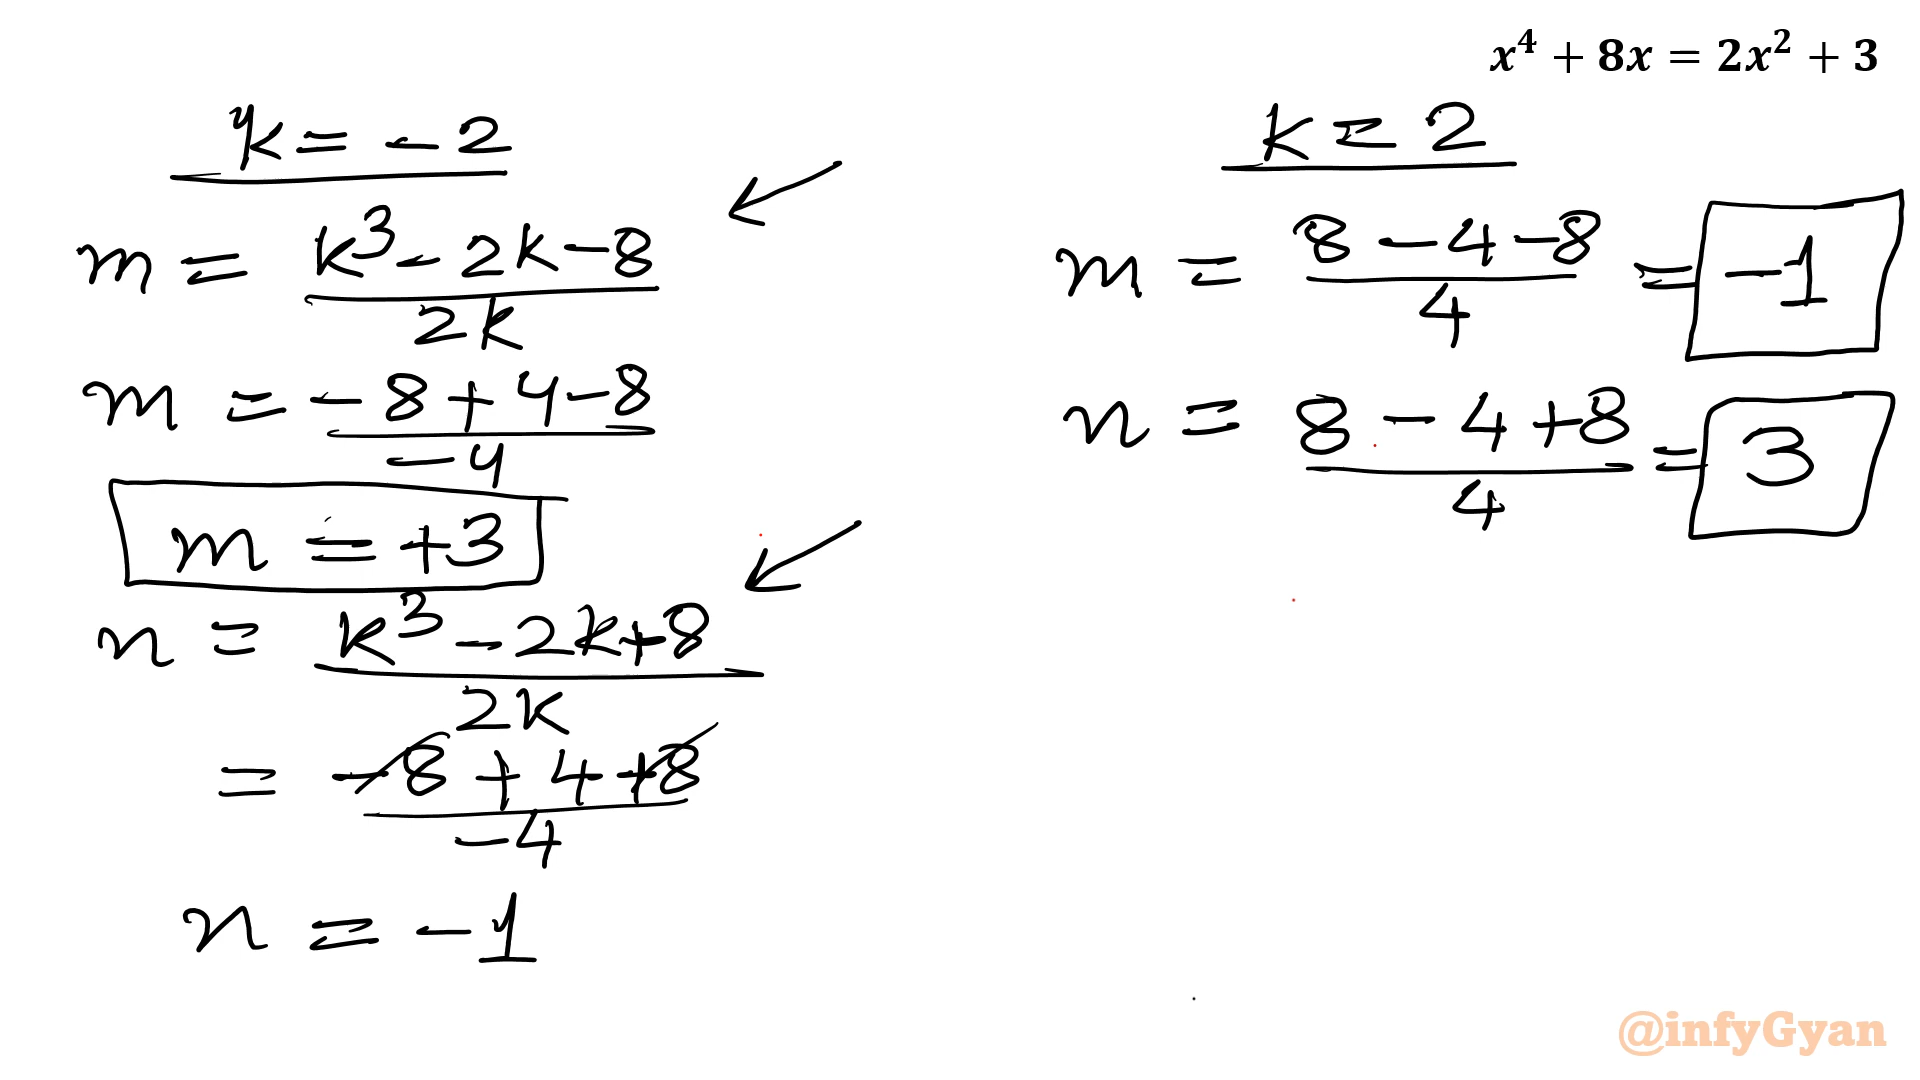 x⁴ + 8x = 2x² + 3
k = -2
m = (k³ - 2k - 8)/(2k)
m = (-8 + 4 - 8)/(-4)
m = +3
n = (k³ - 2k + 8)/(2k)
= (-8 + 4 + 8)/(-4)
n = -1
k = 2
m = (8 - 4 - 8)/4 = -1
n = (8 - 4 + 8)/4 = 3
@infyGyan